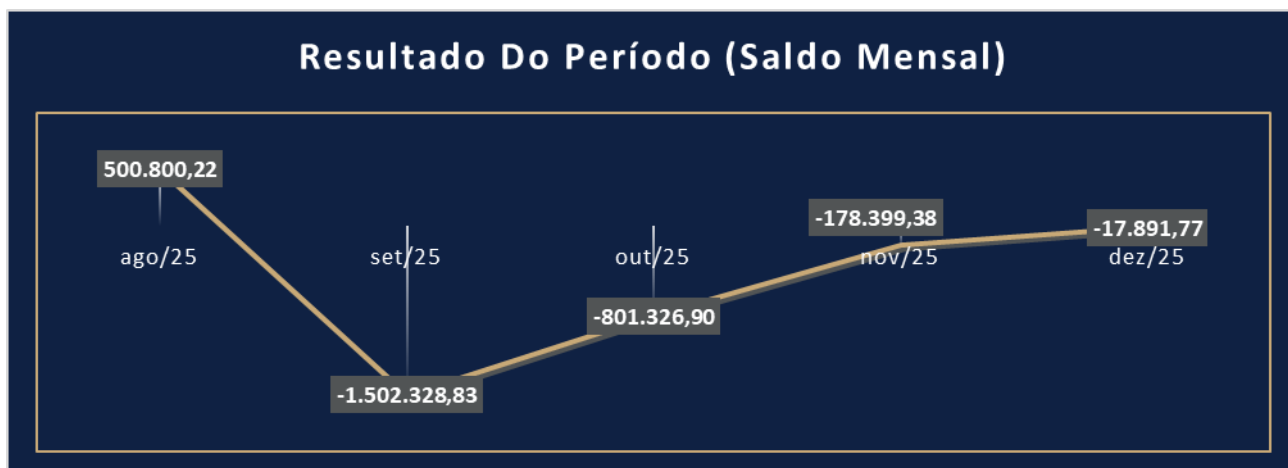 Resultado Do Período (Saldo Mensal)
500.800,22
-178.399,38
-17.891,77
ago/25
set/25
out/25
nov/25
dez/25
-801.326,90
-1.502.328,83